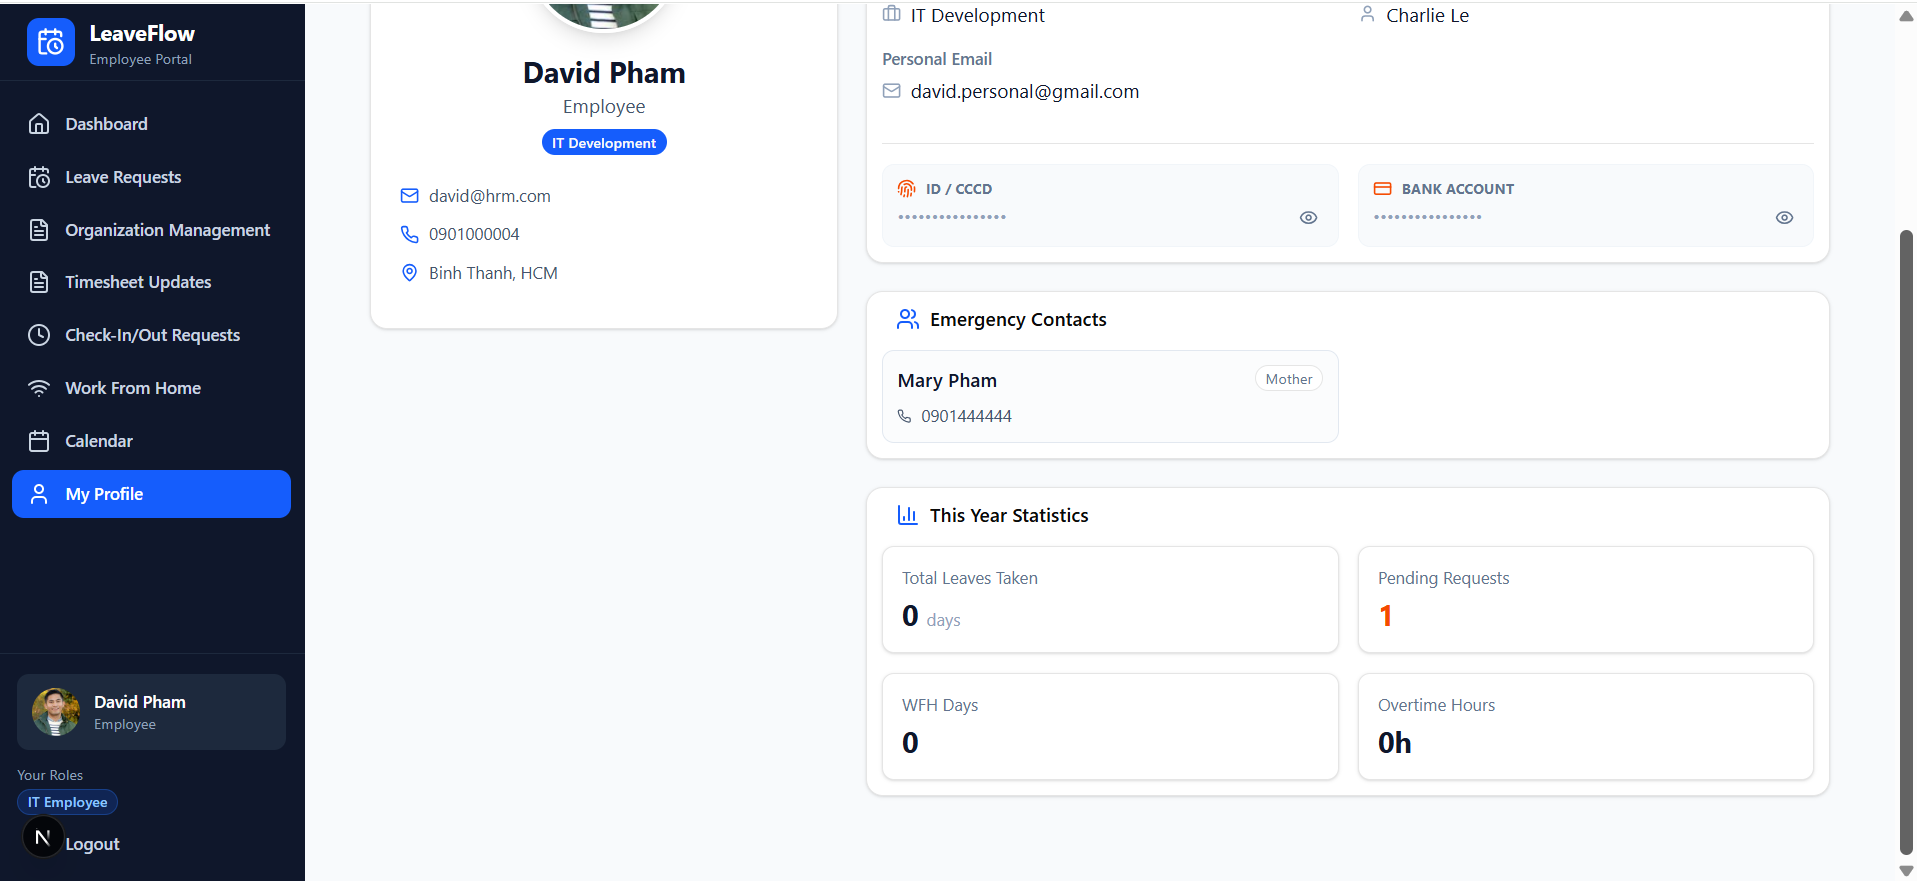 LeaveFlow
Employee Portal
Dashboard
Leave Requests
Organization Management
Timesheet Updates
Check-In/Out Requests
Work From Home
Calendar
My Profile
David Pham
Employee
Your Roles
IT Employee
N
Logout
David Pham
Employee
IT Development
david@hrm.com
0901000004
Binh Thanh, HCM
IT Development
Charlie Le
Personal Email
david.personal@gmail.com
ID / CCCD
••••••••••••••••
BANK ACCOUNT
••••••••••••••••
Emergency Contacts
Mary Pham
Mother
0901444444
This Year Statistics
Total Leaves Taken
0 days
Pending Requests
1
WFH Days
0
Overtime Hours
0h